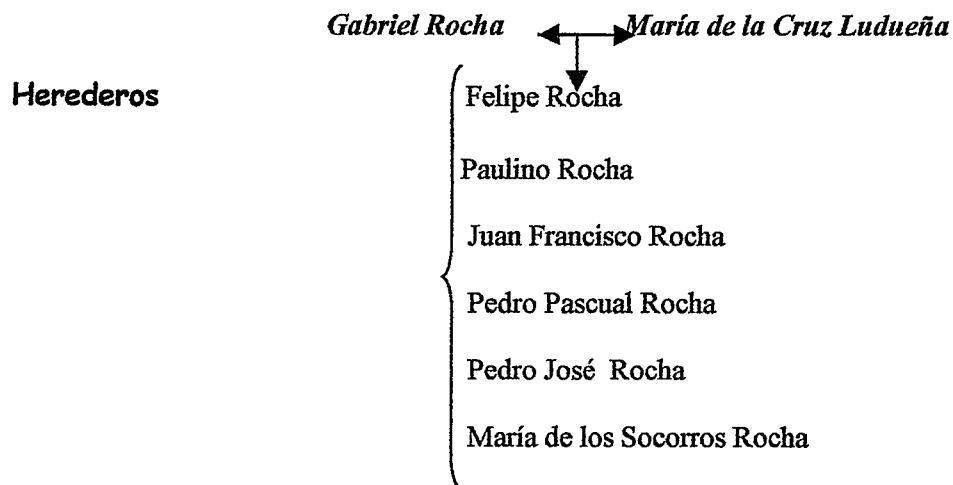 Gabriel Rocha María de la Cruz Ludueña
Herederos
Felipe Rocha
Paulino Rocha
Juan Francisco Rocha
Pedro Pascual Rocha
Pedro José Rocha
María de los Socorros Rocha